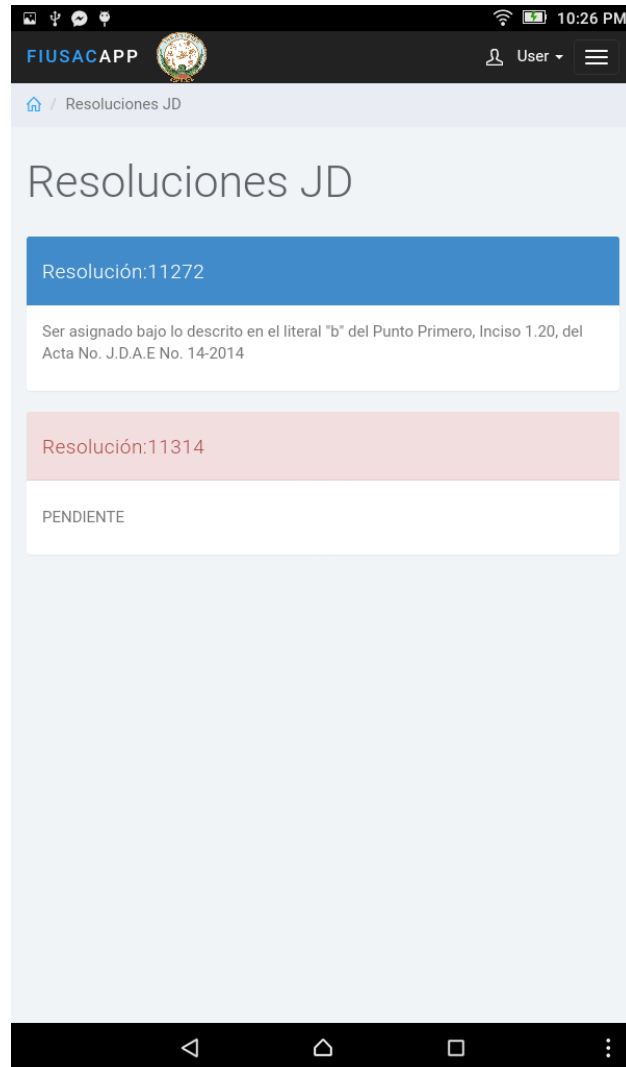 10:26 PM
FIUSACAPP
User
/ Resoluciones JD
Resoluciones JD
Resolución:11272
Ser asignado bajo lo descrito en el literal "b" del Punto Primero, Inciso 1.20, del
Acta No. J.D.A.E No. 14-2014
Resolución:11314
PENDIENTE